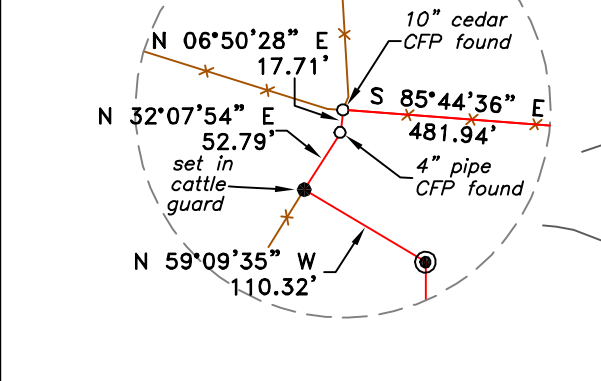 10” cedar
CFP found
N 06°50'28” E
17.71'
S 85°44'36” E
481.94'
N 32°07'54” E
52.79'
set in
cattle
guard
4” pipe
CFP found
N 59°09'35” W
110.32'